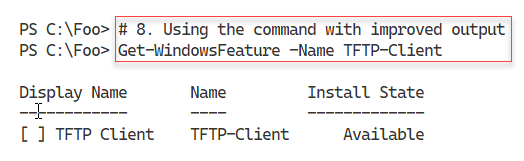 PS C:\Foo> # 8. Using the command with improved output
PS C:\Foo> Get-WindowsFeature -Name TFTP-Client
Display Name Name Install State
------------ ---- -------------
[ ] TFTP Client TFTP-Client Available